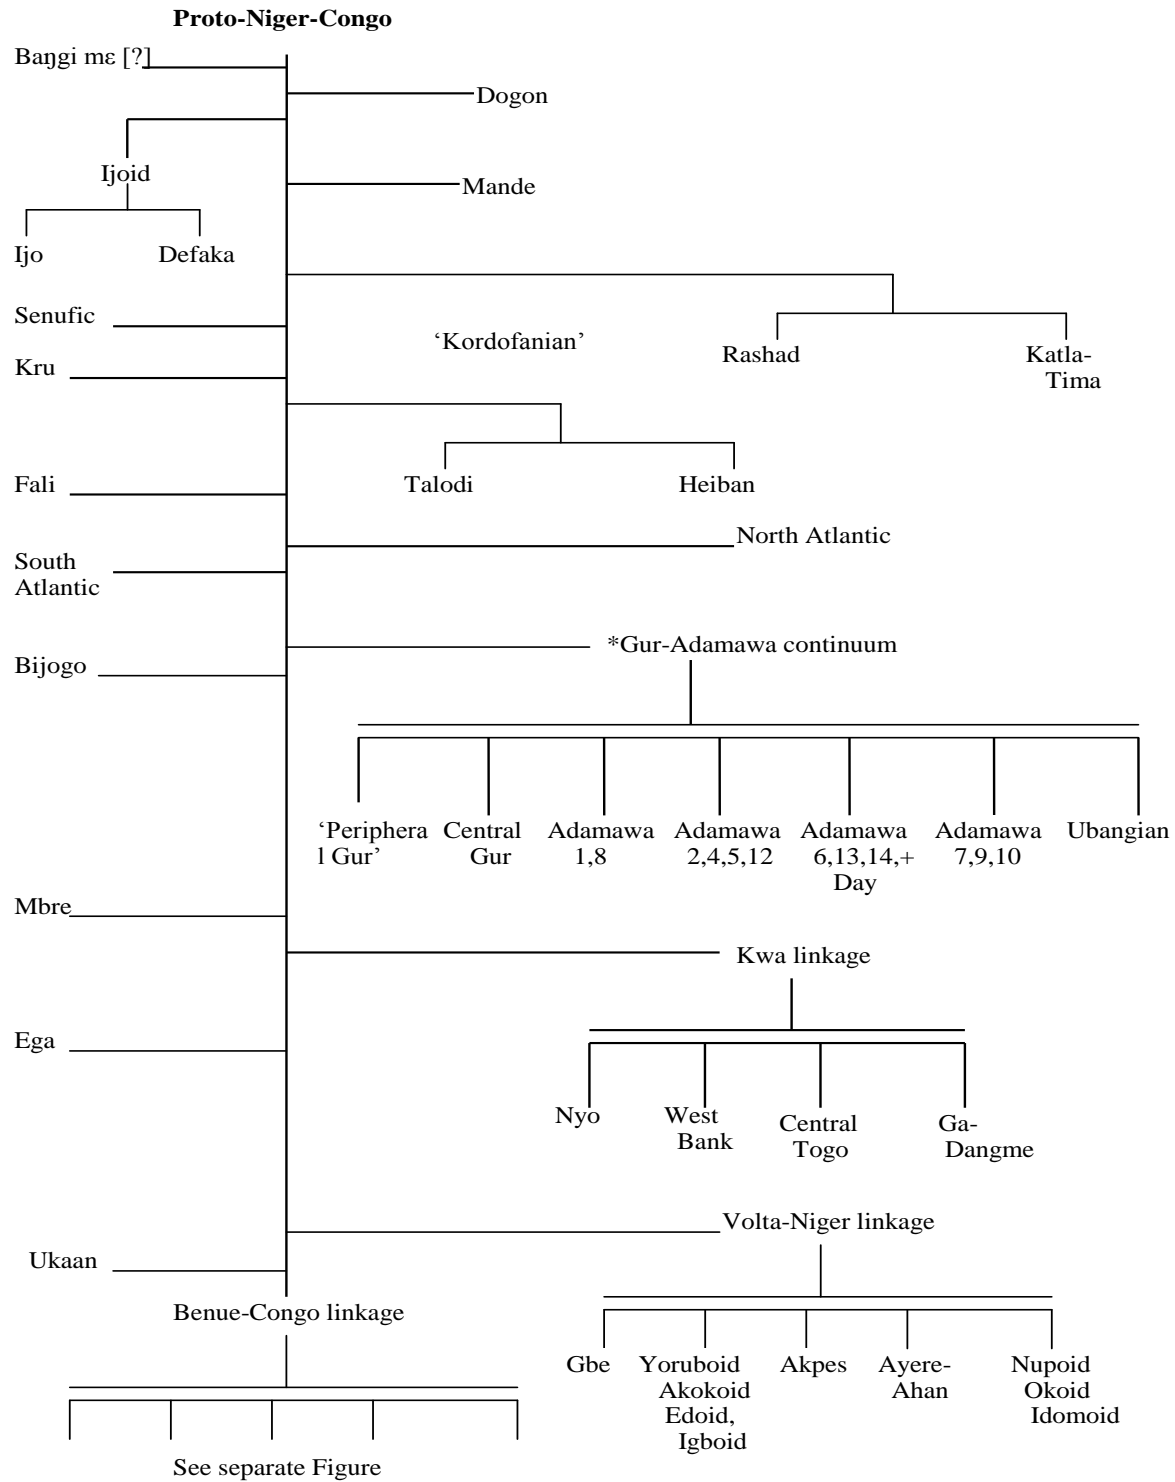 Proto-Niger-Congo
Baŋgi mɛ [?]
Dogon
Ijoid
Mande
Ijo
Defaka
Senufic
‘Kordofanian’
Rashad
Katla-
Tima
Kru
Talodi
Heiban
Fali
North Atlantic
South
Atlantic
*Gur-Adamawa continuum
Bijogo
‘Periphera
l Gur’
Central
Gur
Adamawa
1,8
Adamawa
2,4,5,12
Adamawa
6,13,14,+
Day
Adamawa
7,9,10
Ubangian
Mbre
Kwa linkage
Ega
Nyo
West
Bank
Central
Togo
Ga-
Dangme
Volta-Niger linkage
Ukaan
Benue-Congo linkage
Gbe
Yoruboid
Akokoid
Edoid,
Igboid
Akpes
Ayere-
Ahan
Nupoid
Okoid
Idomoid
See separate Figure